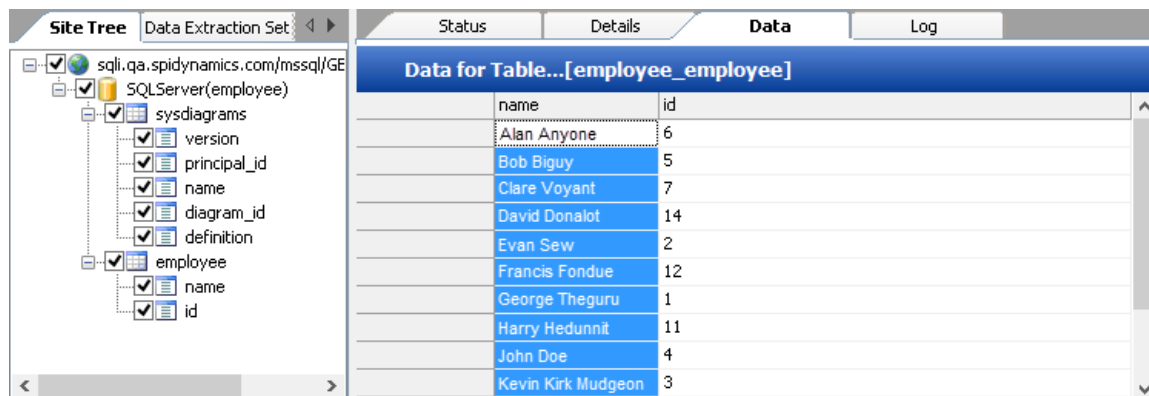 Site Tree
Data Extraction Set
sqli.qa.spidynamics.com/mssql/GE
SQLServer(employee)
sysdiagrams
version
principal_id
name
diagram_id
definition
employee
name
id
Status
Details
Data
Log
Data for Table...[employee_employee]
name id
Alan Anyone 6
Bob Biguy 5
Clare Voyant 7
David Donalot 14
Evan Sew 2
Francis Fondue 12
George Theguru 1
Harry Hedunnit 11
John Doe 4
Kevin Kirk Mudgeon 3